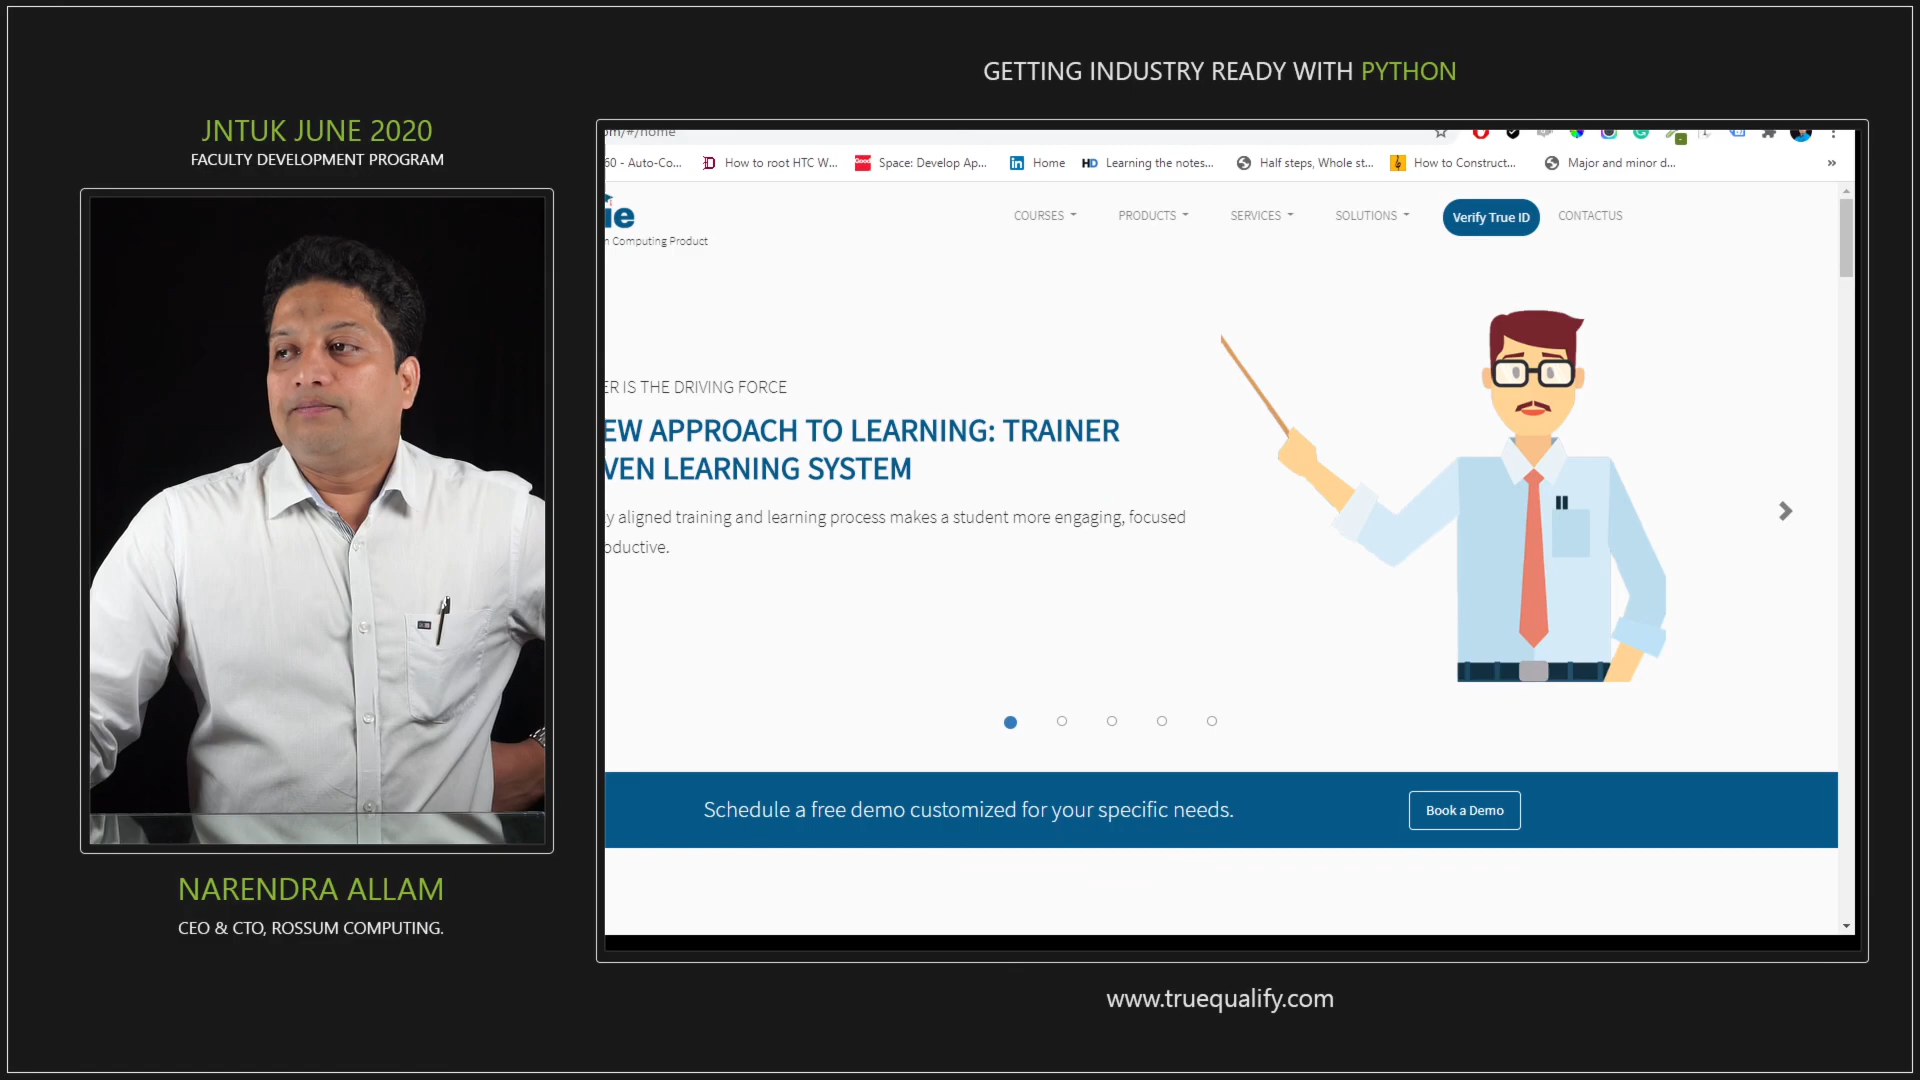 GETTING INDUSTRY READY WITH PYTHON
JNTUK JUNE 2020
FACULTY DEVELOPMENT PROGRAM
NARENDRA ALLAM
CEO & CTO, ROSSUM COMPUTING.
om/#/home
60 - Auto-Co...
How to root HTC W...
Space: Develop Ap...
Home
HD Learning the notes...
Half steps, Whole st...
How to Construct...
Major and minor d...
»
ie
n Computing Product
COURSES
PRODUCTS
SERVICES
SOLUTIONS
Verify True ID
CONTACTUS
ER IS THE DRIVING FORCE
EW APPROACH TO LEARNING: TRAINER
VEN LEARNING SYSTEM
y aligned training and learning process makes a student more engaging, focused
oductive.
Schedule a free demo customized for your specific needs.
Book a Demo
www.truequalify.com